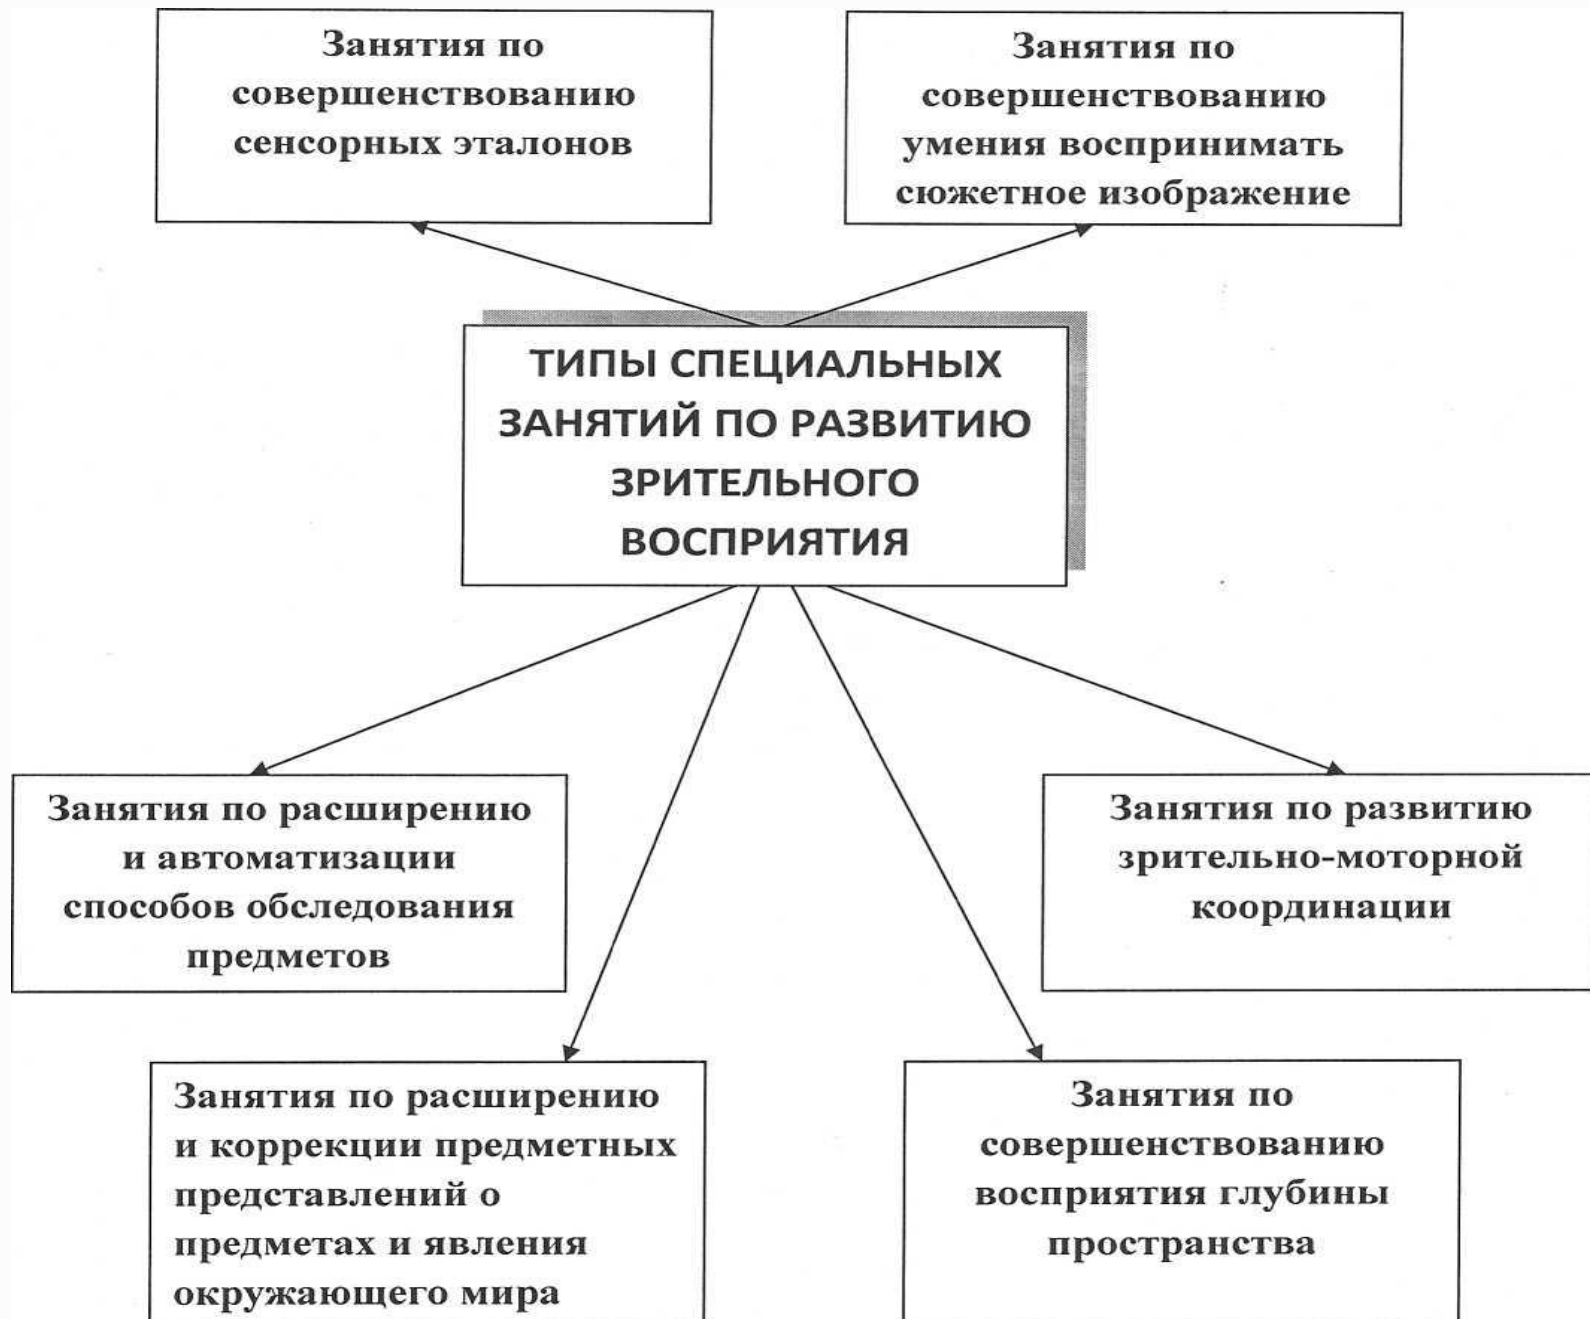 Занятия по
совершенствованию
сенсорных эталонов
Занятия по
совершенствованию
умения воспринимать
сюжетное изображение
ТИПЫ СПЕЦИАЛЬНЫХ
ЗАНЯТИЙ ПО РАЗВИТИЮ
ЗРИТЕЛЬНОГО
ВОСПРИЯТИЯ
Занятия по расширению
и автоматизации
способов обследования
предметов
Занятия по развитию
зрительно-моторной
координации
Занятия по расширению
и коррекции предметных
представлений о
предметах и явления
окружающего мира
Занятия по
совершенствованию
восприятия глубины
пространства